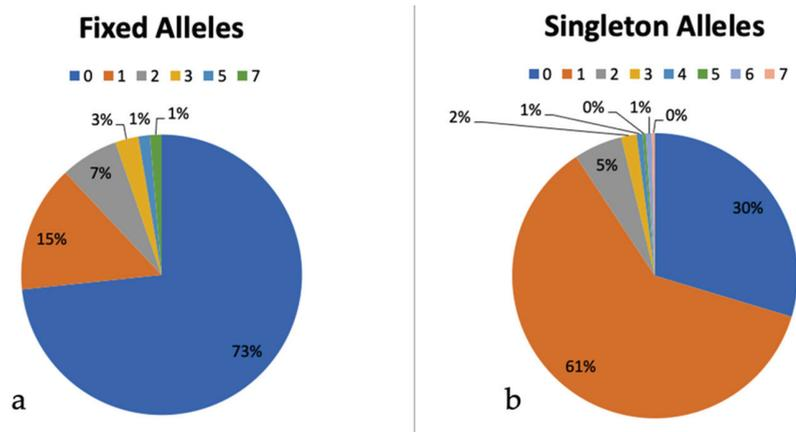 Fixed Alleles
0 1 2 3 5 7
3% 1% 1%
7%
15%
73%
a
Singleton Alleles
0 1 2 3 4 5 6 7
2% 1% 0% 1% 0%
5%
30%
61%
b